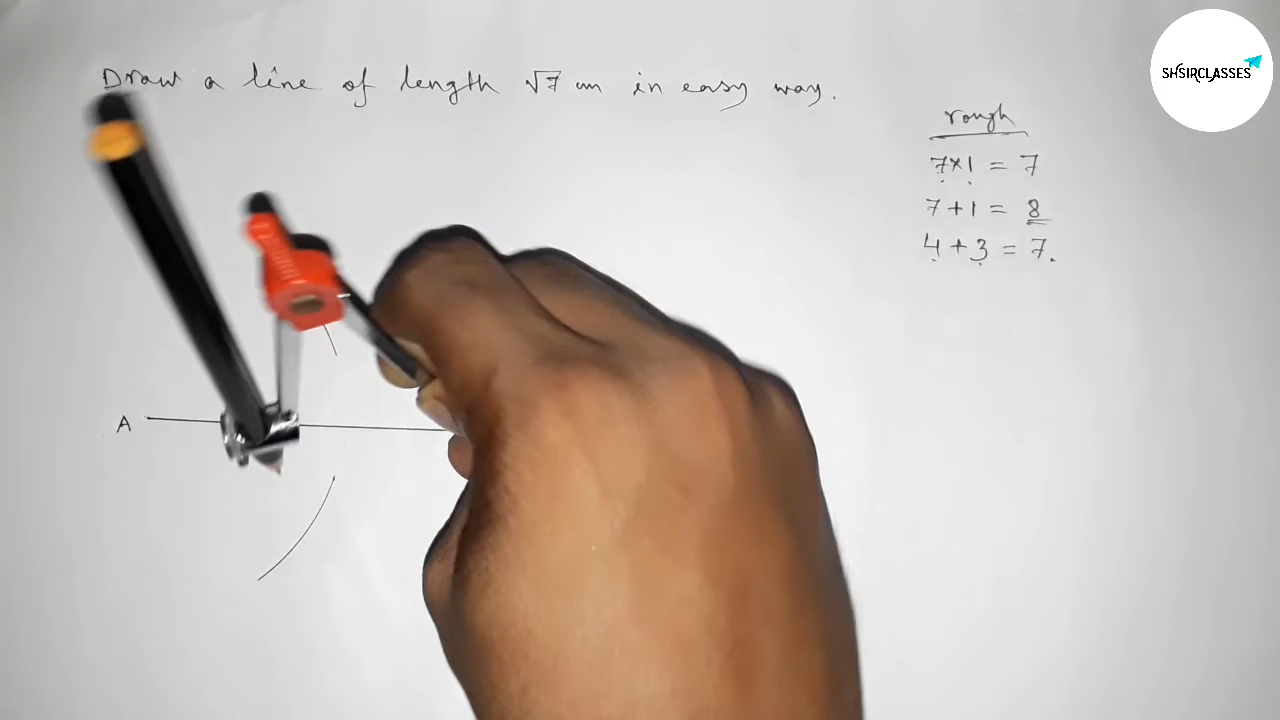 Draw a line of length √7 cm in easy way.
SHSIRCLASSES
rough
7×1 = 7
7+1 = 8
4+3 = 7.
A